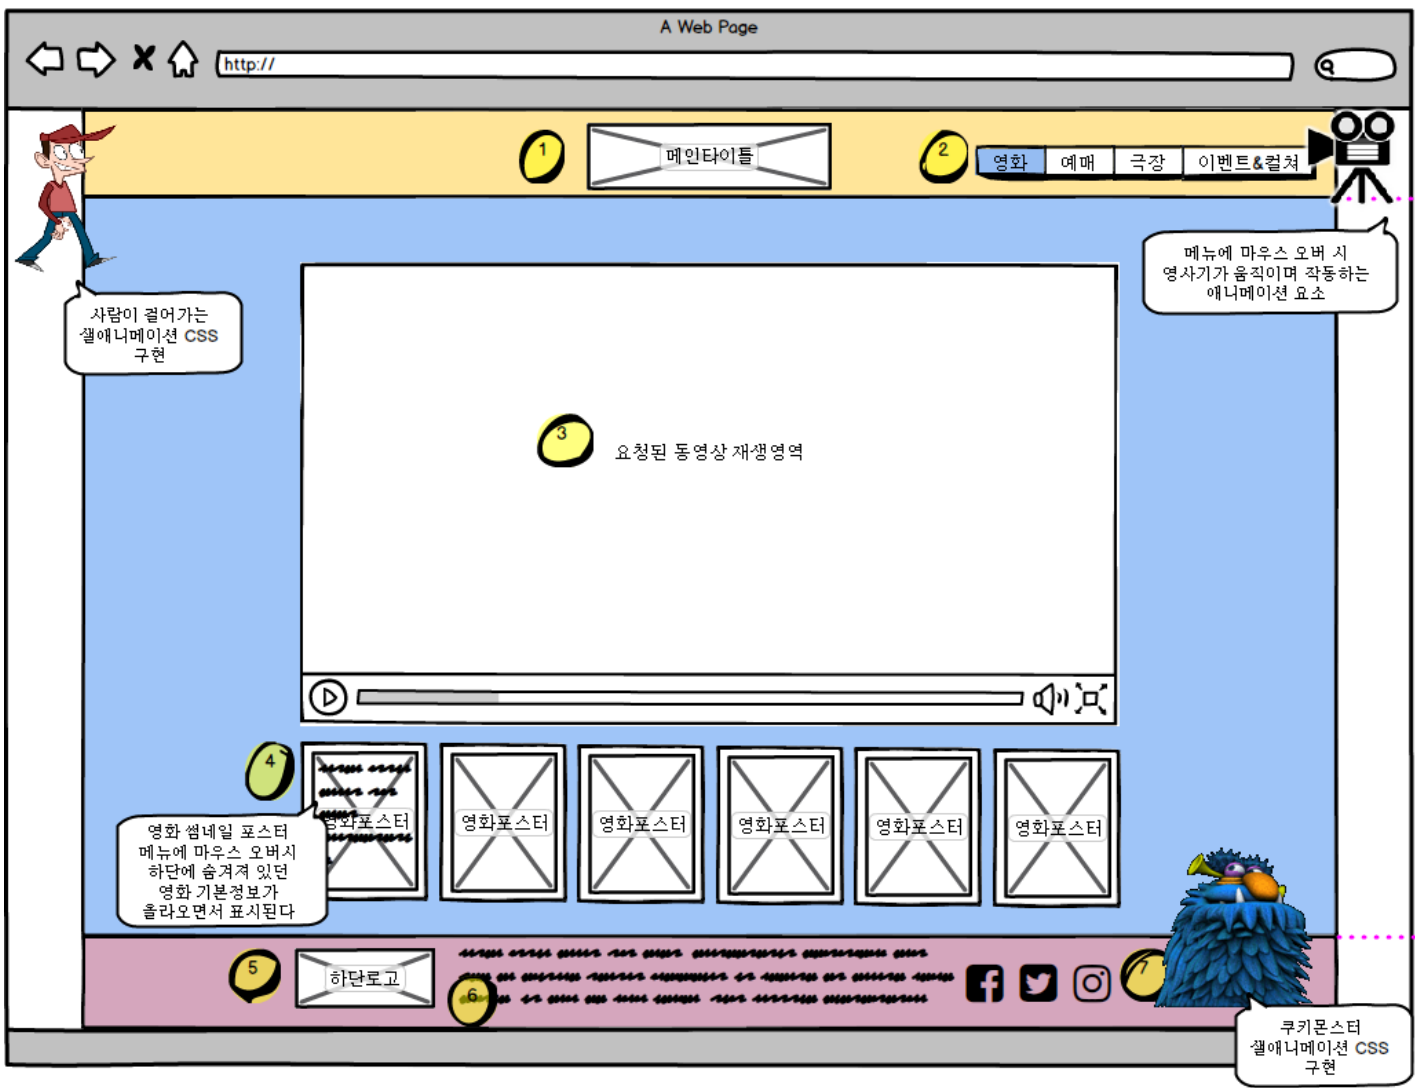 A Web Page
http://
1
메인타이틀
2
영화
예매
극장
이벤트&컬쳐
메뉴에 마우스 오버 시
영사기가 움직이며 작동하는
애니메이션 요소
사람이 걸어가는
샐애니메이션 CSS
구현
3
요청된 동영상 재생영역
4
영화포스터
영화포스터
영화포스터
영화포스터
영화포스터
영화포스터
영화 썸네일 포스터
메뉴에 마우스 오버시
하단에 숨겨져 있던
영화 기본정보가
올라오면서 표시된다
5
하단로고
6
7
쿠키몬스터
샐애니메이션 CSS
구현